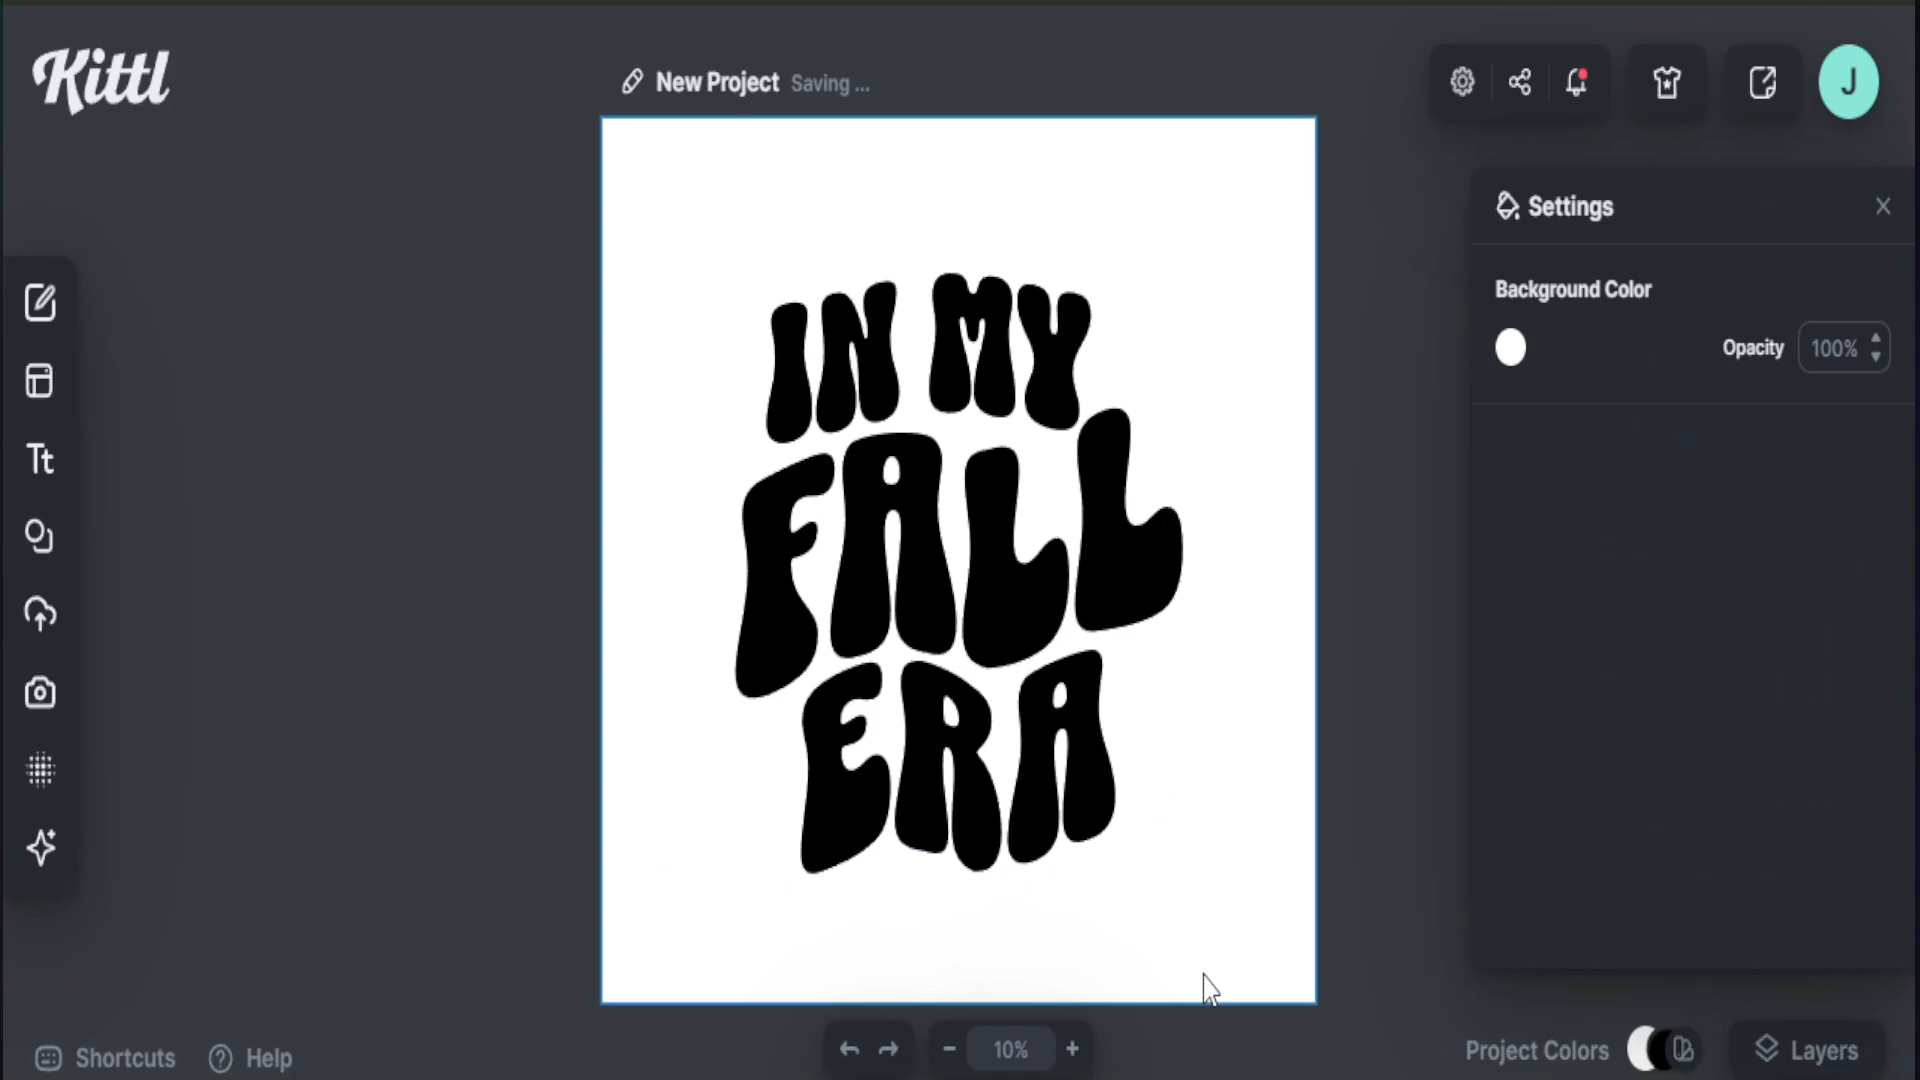 Kittl
New Project Saving ...
J
Settings
Background Color
Opacity 100%
IN MY
FALL
ERA
Tt
Shortcuts Help
10%
Project Colors
Layers